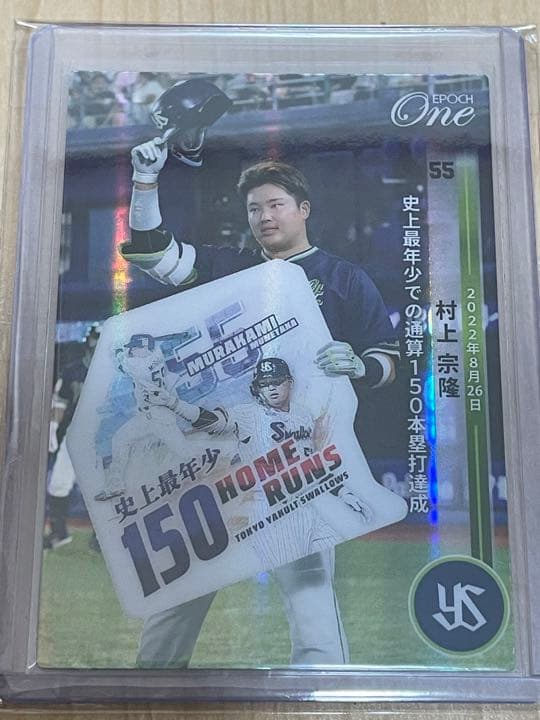 EPOCH
One
55
2022年8月26日
村上 宗隆
史上最年少での通算150本塁打達成
YS
55
MURAKAMI
MUNETAKA
史上最年少
150 HOME
RUNS
TOKYO YAKULT SWALLOWS